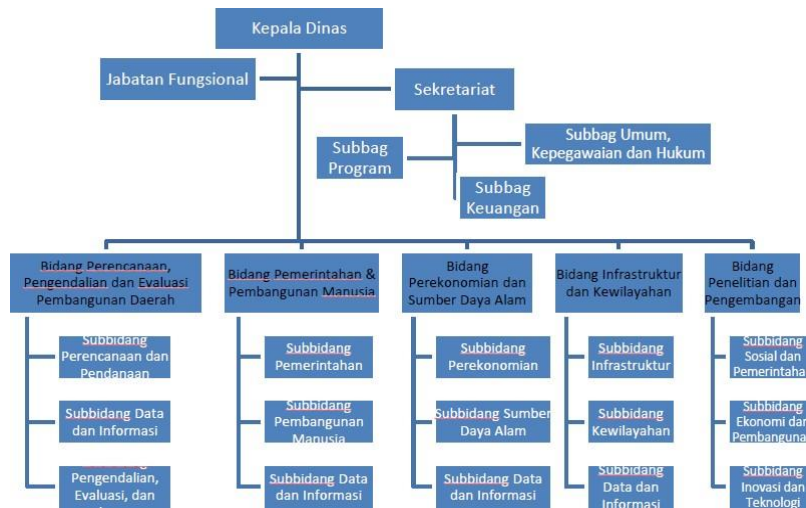 Kepala Dinas
Jabatan Fungsional
Sekretariat
Subbag
Program
Subbag Umum,
Kepegawaian dan Hukum
Subbag
Keuangan
Bidang Perencanaan,
Pengendalian dan Evaluasi
Pembangunan Daerah
Bidang Pemerintahan &
Pembangunan Manusia
Bidang
Perekonomian dan
Sumber Daya Alam
Bidang Infrastruktur
dan Kewilayahan
Bidang
Penelitian dan
Pengembangan
Subbidang
Perencanaan dan
Pendanaan
Subbidang
Pemerintahan
Subbidang
Perekonomian
Subbidang
Infrastruktur
Subbidang
Sosial dan
Pemerintaha
Subbidang Data
dan Informasi
Subbidang
Pembangunan
Manusia
Subbidang Sumber
Daya Alam
Subbidang
Kewilayahan
Subbidang
Ekonomi dan
Pembanguna
Pengendalian,
Evaluasi, dan
Subbidang Data
dan Informasi
Subbidang Data
dan Informasi
Subbidang
Data dan
Informasi
Subbidang
Inovasi dan
Teknologi